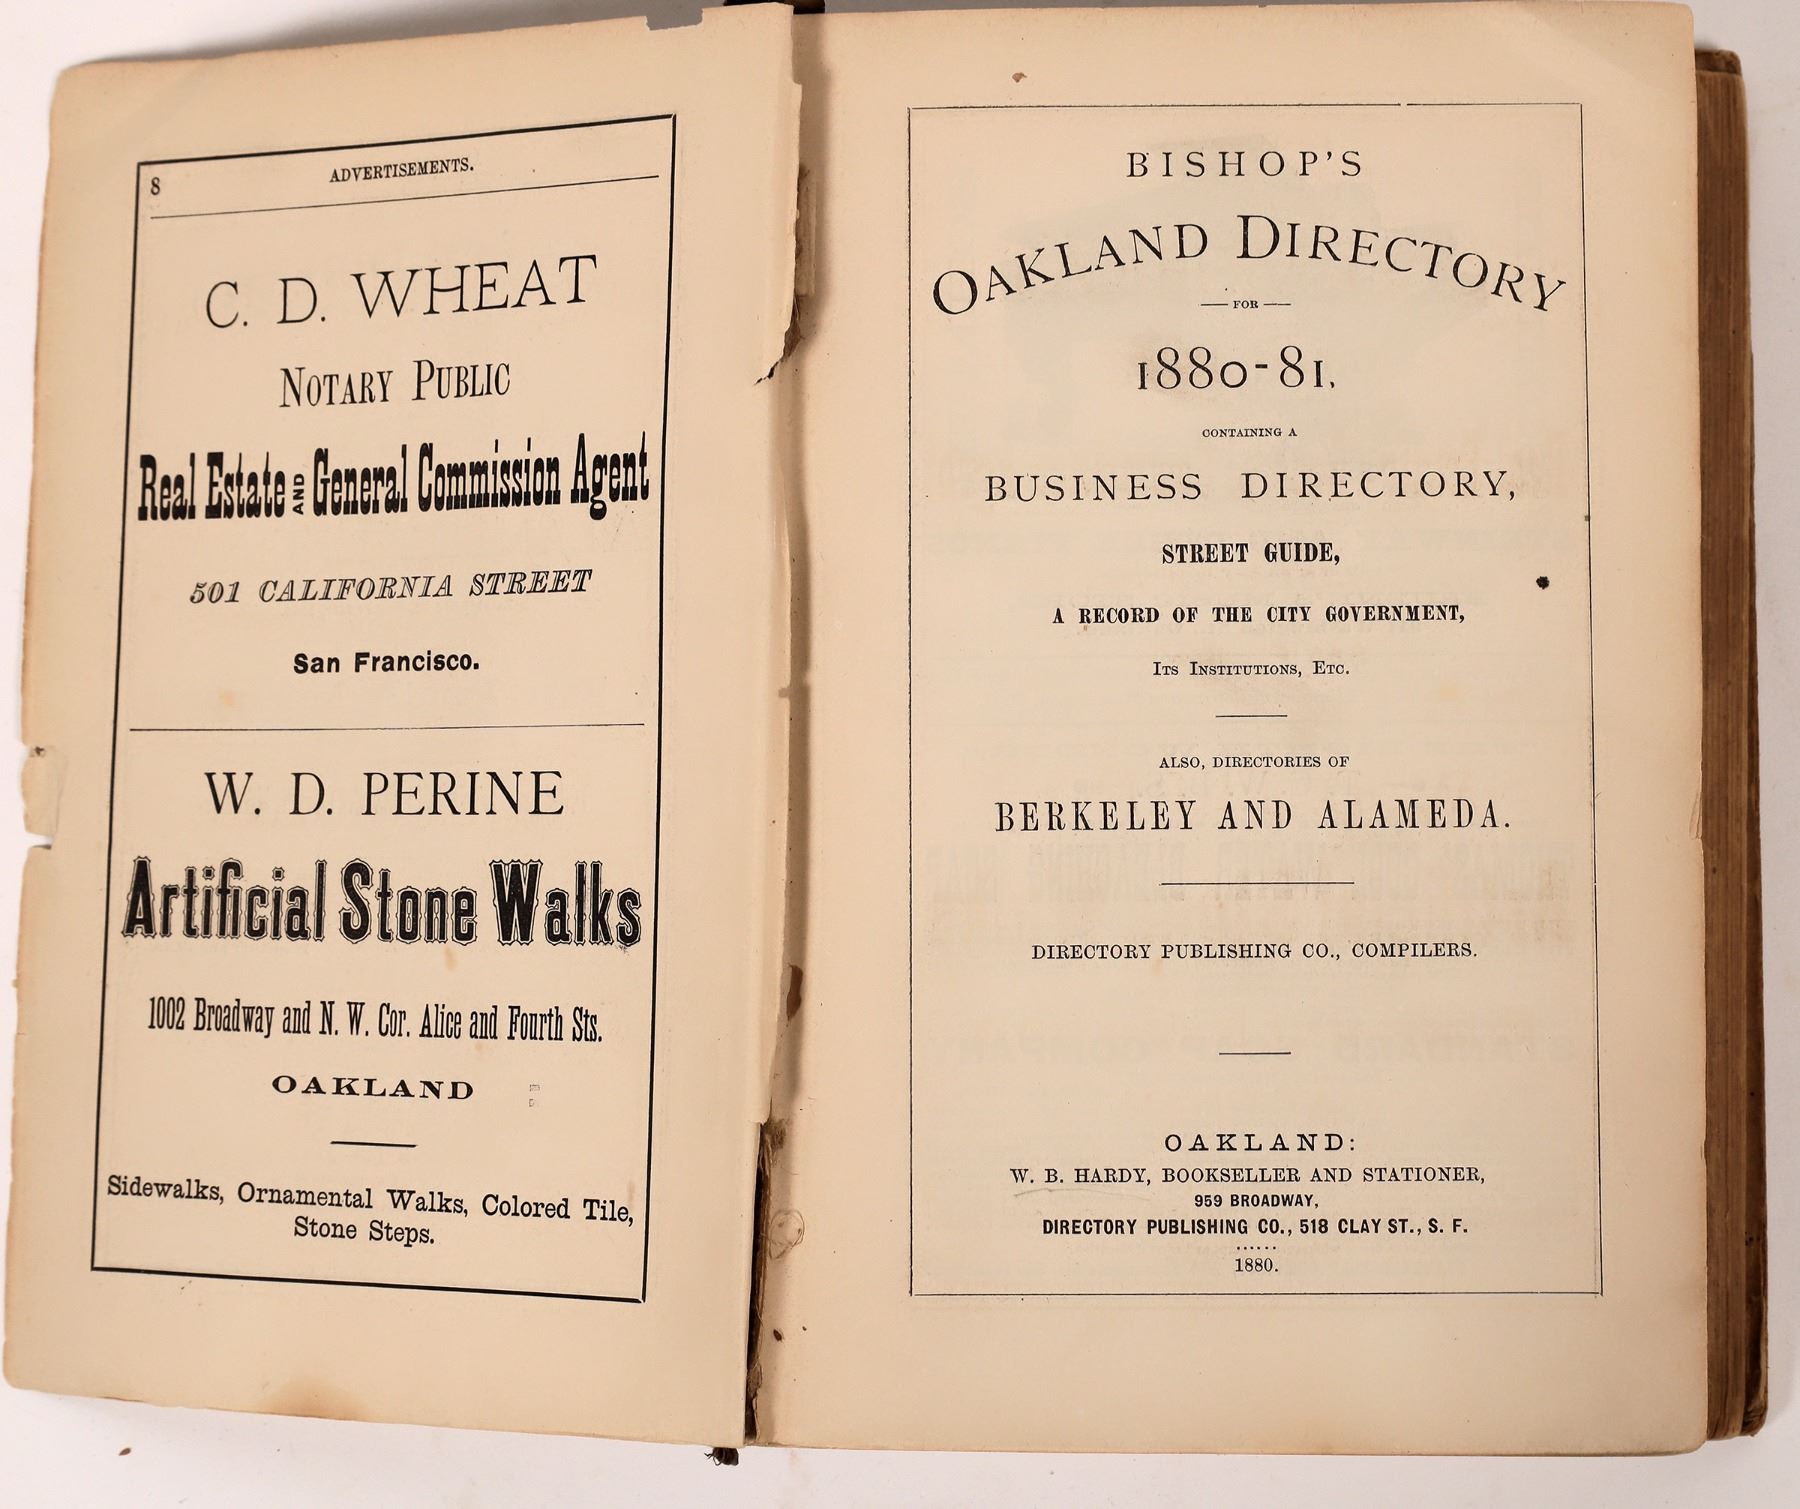 8
ADVERTISEMENTS.
C. D. WHEAT
NOTARY PUBLIC
Real Estate AND General Commission Agent
501 CALIFORNIA STREET
San Francisco.
W. D. PERINE
Artificial Stone Walks
1002 Broadway and N. W. Cor. Alice and Fourth Sts.
OAKLAND
Sidewalks, Ornamental Walks, Colored Tile,
Stone Steps.
BISHOP'S
OAKLAND DIRECTORY
— FOR —
1880-81.
CONTAINING A
BUSINESS DIRECTORY,
STREET GUIDE,
A RECORD OF THE CITY GOVERNMENT,
ITS INSTITUTIONS, ETC.
ALSO, DIRECTORIES OF
BERKELEY AND ALAMEDA.
DIRECTORY PUBLISHING CO., COMPILERS.
OAKLAND:
W. B. HARDY, BOOKSELLER AND STATIONER,
959 BROADWAY,
DIRECTORY PUBLISHING CO., 518 CLAY ST., S. F.
......
1880.